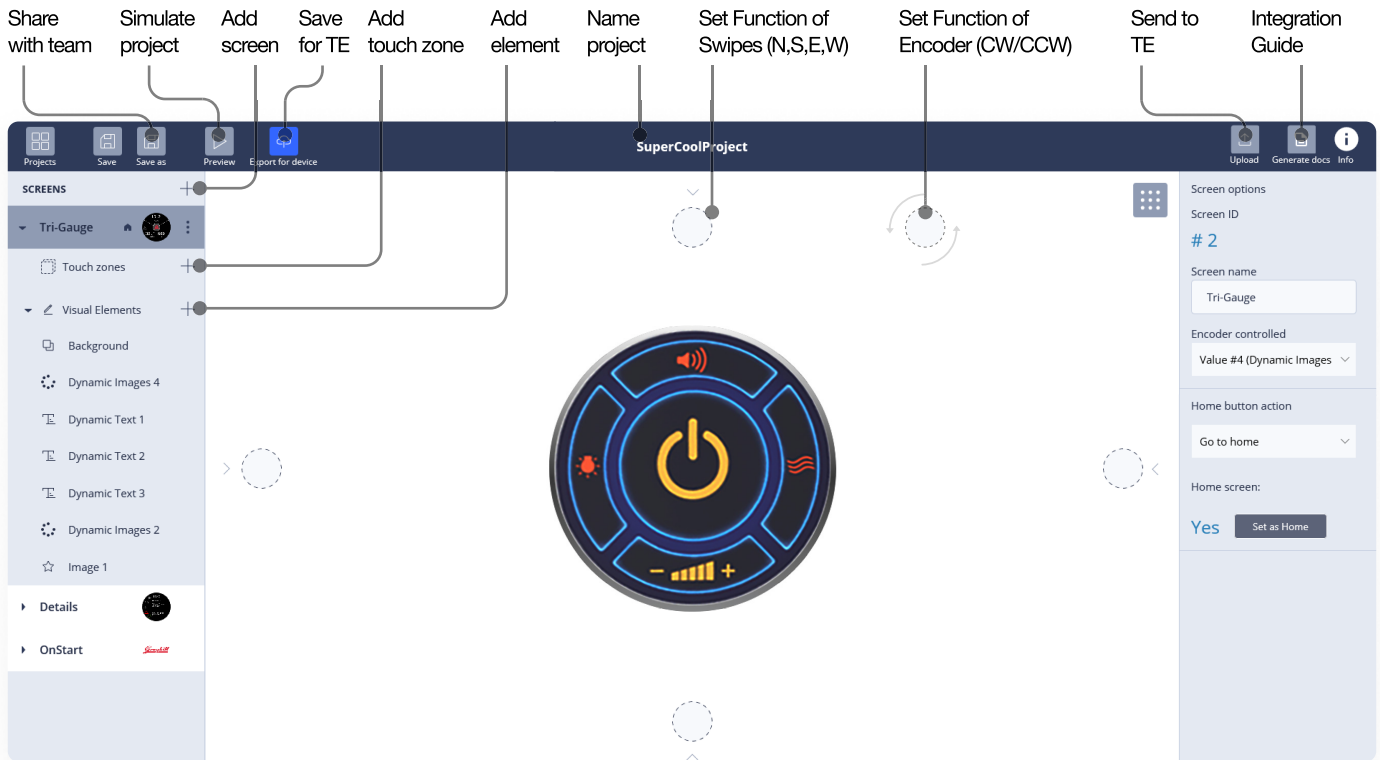 Share
with team
Simulate
project
Add
screen
Save
for TE
Add
touch zone
Add
element
Name
project
Set Function of
Swipes (N,S,E,W)
Set Function of
Encoder (CW/CCW)
Send to
TE
Integration
Guide
Projects
Save
Save as
Preview
Export for device
SuperCoolProject
Upload
Generate docs
Info
SCREENS
Tri-Gauge
Touch zones
Visual Elements
Background
Dynamic Images 4
Dynamic Text 1
Dynamic Text 2
Dynamic Text 3
Dynamic Images 2
Image 1
Details
OnStart
Screen options
Screen ID
# 2
Screen name
Tri-Gauge
Encoder controlled
Value #4 (Dynamic Images
Home button action
Go to home
Home screen:
Yes
Set as Home